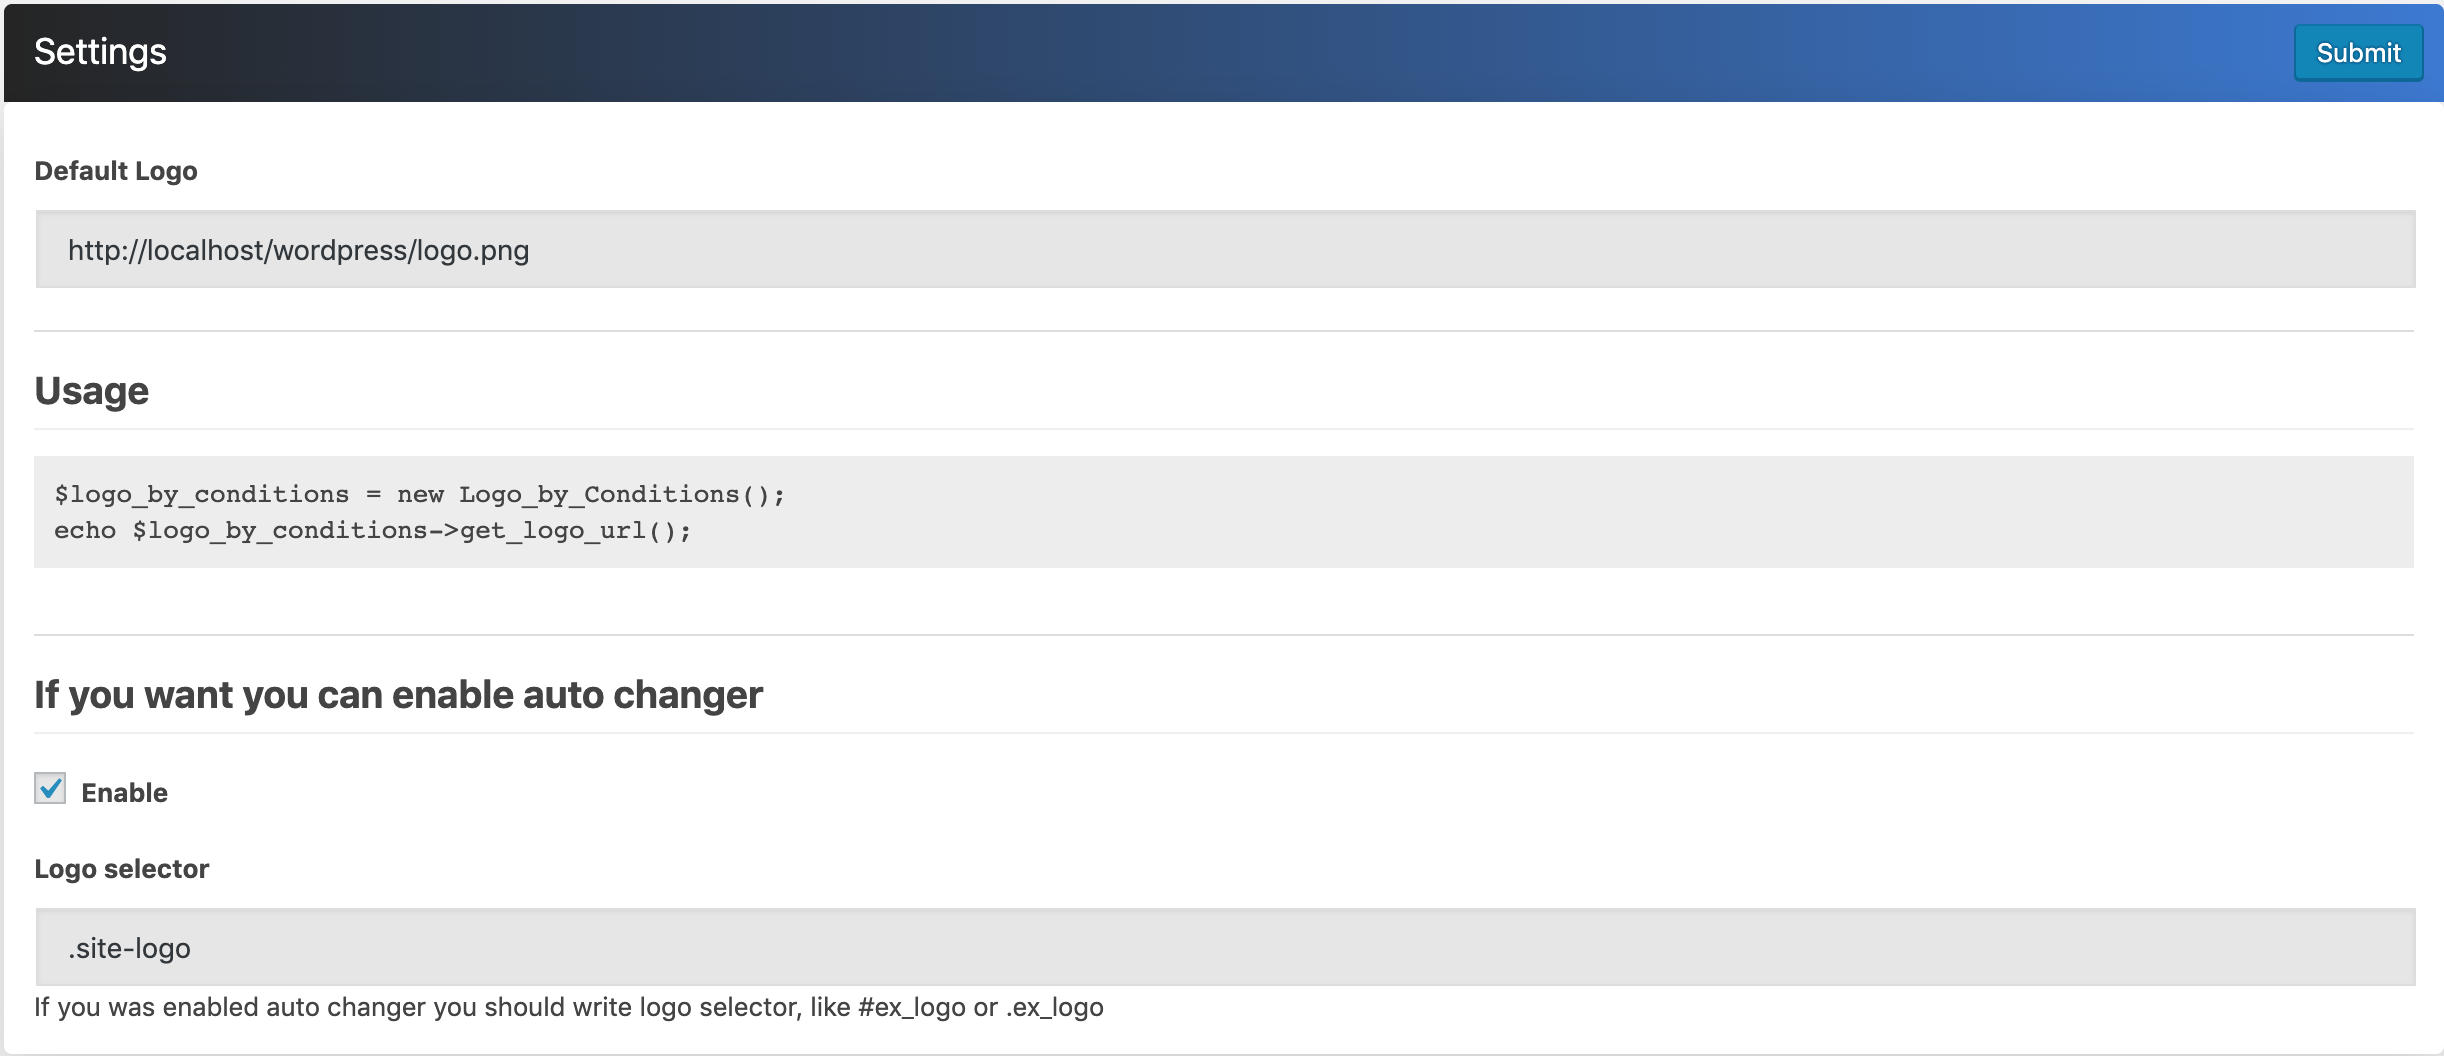 Settings
Submit
Default Logo
http://localhost/wordpress/logo.png
Usage
$logo_by_conditions = new Logo_by_Conditions();
echo $logo_by_conditions->get_logo_url();
If you want you can enable auto changer
Enable
Logo selector
.site-logo
If you was enabled auto changer you should write logo selector, like #ex_logo or .ex_logo